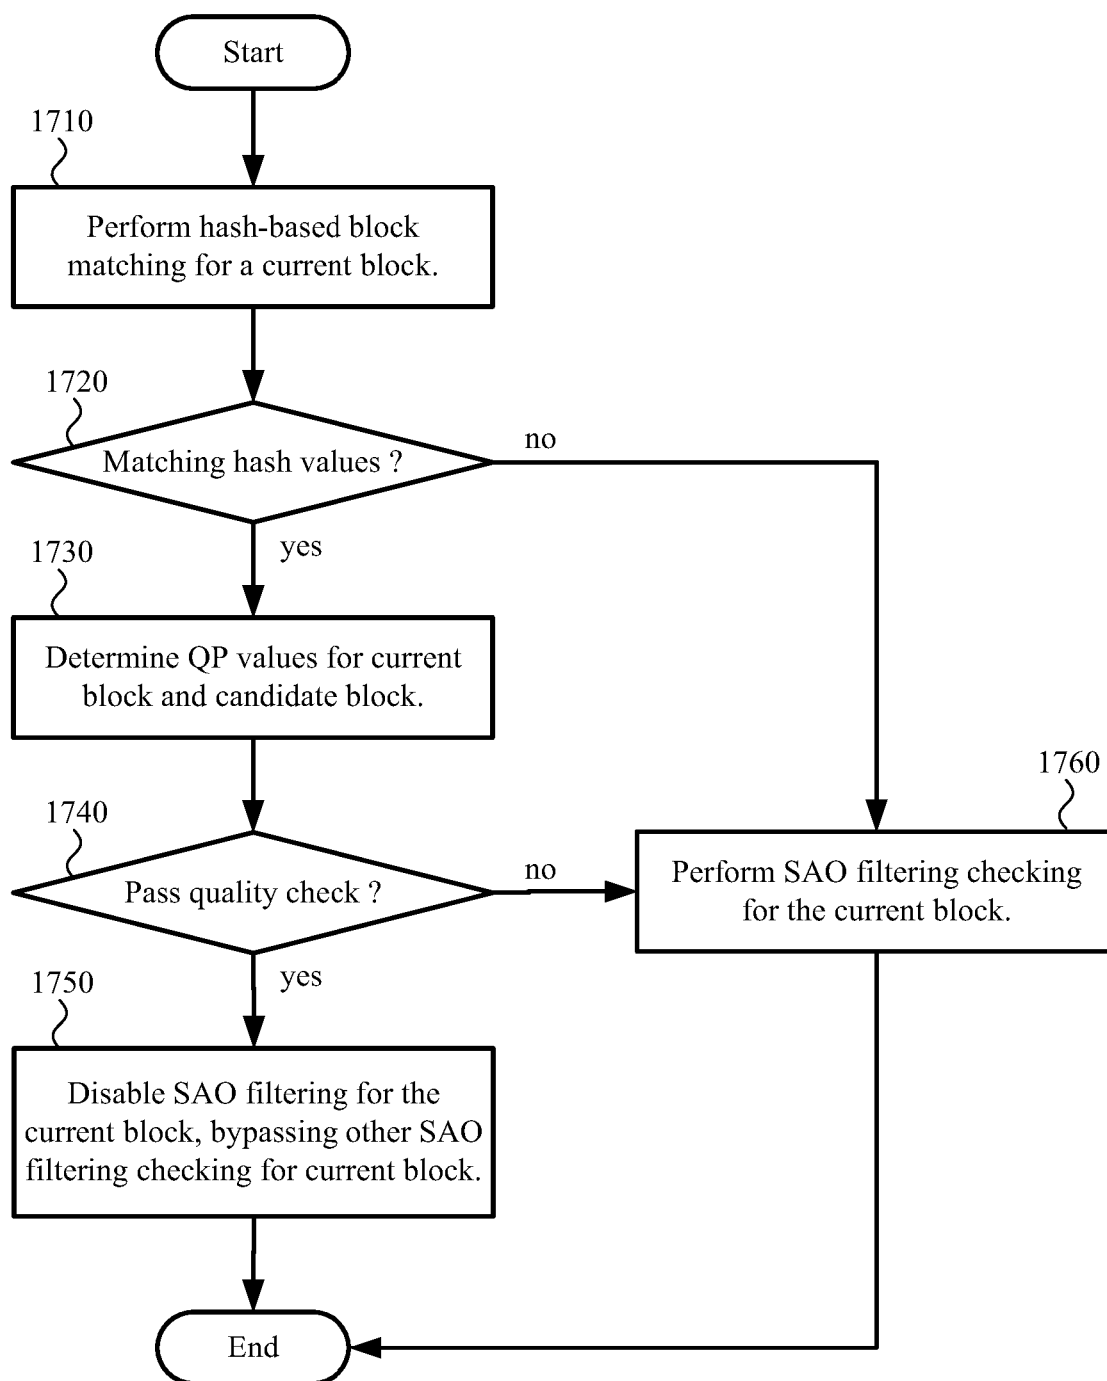 Start
1710
Perform hash-based block
matching for a current block.
1720
Matching hash values ?
no
yes
1730
Determine QP values for current
block and candidate block.
1740
Pass quality check ?
no
yes
1760
Perform SAO filtering checking
for the current block.
1750
Disable SAO filtering for the
current block, bypassing other SAO
filtering checking for current block.
End